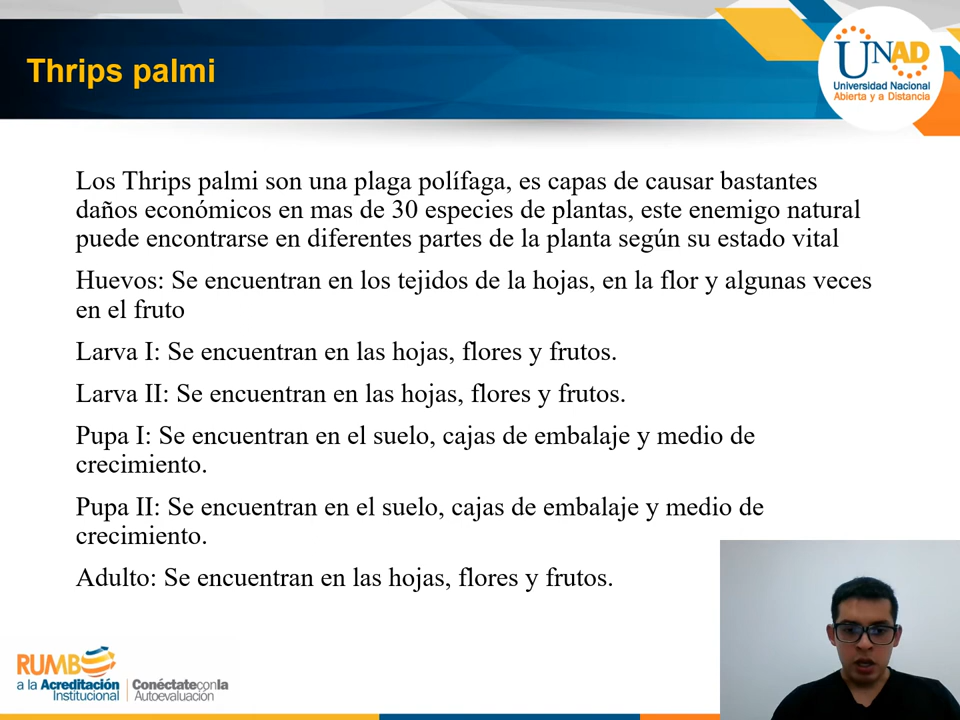 Thrips palmi
UNAD
Universidad Nacional
Abierta y a Distancia
Los Thrips palmi son una plaga polífaga, es capas de causar bastantes
daños económicos en mas de 30 especies de plantas, este enemigo natural
puede encontrarse en diferentes partes de la planta según su estado vital
Huevos: Se encuentran en los tejidos de la hojas, en la flor y algunas veces
en el fruto
Larva I: Se encuentran en las hojas, flores y frutos.
Larva II: Se encuentran en las hojas, flores y frutos.
Pupa I: Se encuentran en el suelo, cajas de embalaje y medio de
crecimiento.
Pupa II: Se encuentran en el suelo, cajas de embalaje y medio de
crecimiento.
Adulto: Se encuentran en las hojas, flores y frutos.
RUMBO
a la Acreditación
Institucional
Conéctateconla
Autoevaluación